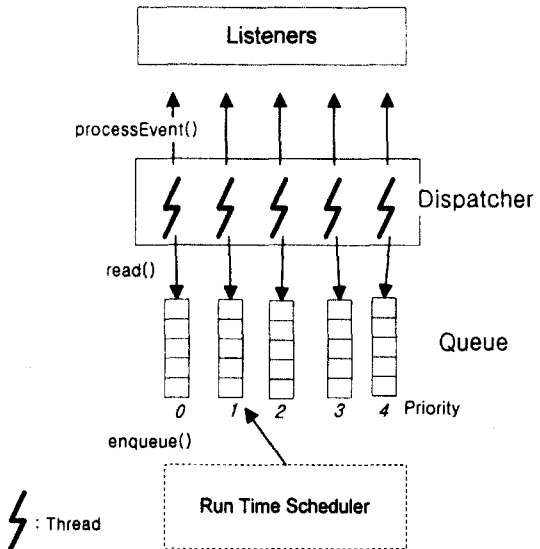 Listeners
processEvent()
Dispatcher
read()
Queue
0 1 2 3 4 Priority
enqueue()
Run Time Scheduler
: Thread